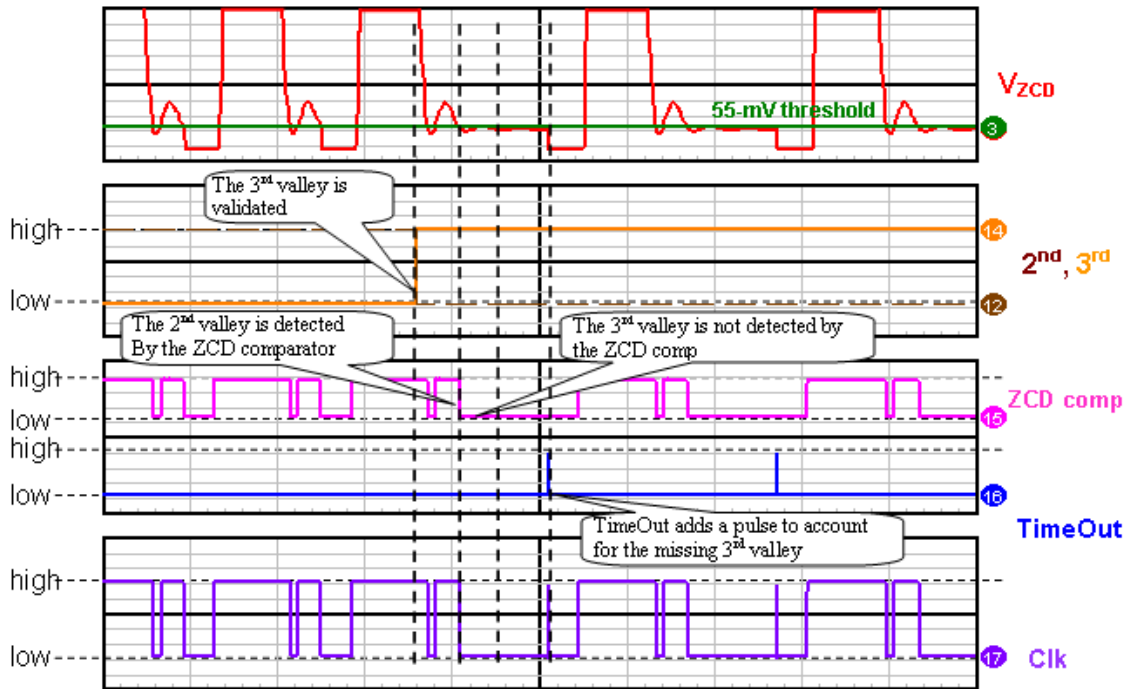 V_ZCD
55-mV threshold
3
The 3rd valley is
validated
high
14
2nd, 3rd
low
12
The 2nd valley is detected
By the ZCD comparator
The 3rd valley is not detected by
the ZCD comp
high
ZCD comp
low
15
high
low
16
TimeOut
TimeOut adds a pulse to account
for the missing 3rd valley
high
low
17
Clk